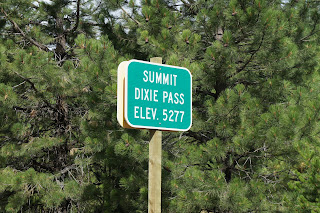 SUMMIT
DIXIE PASS
ELEV. 5277